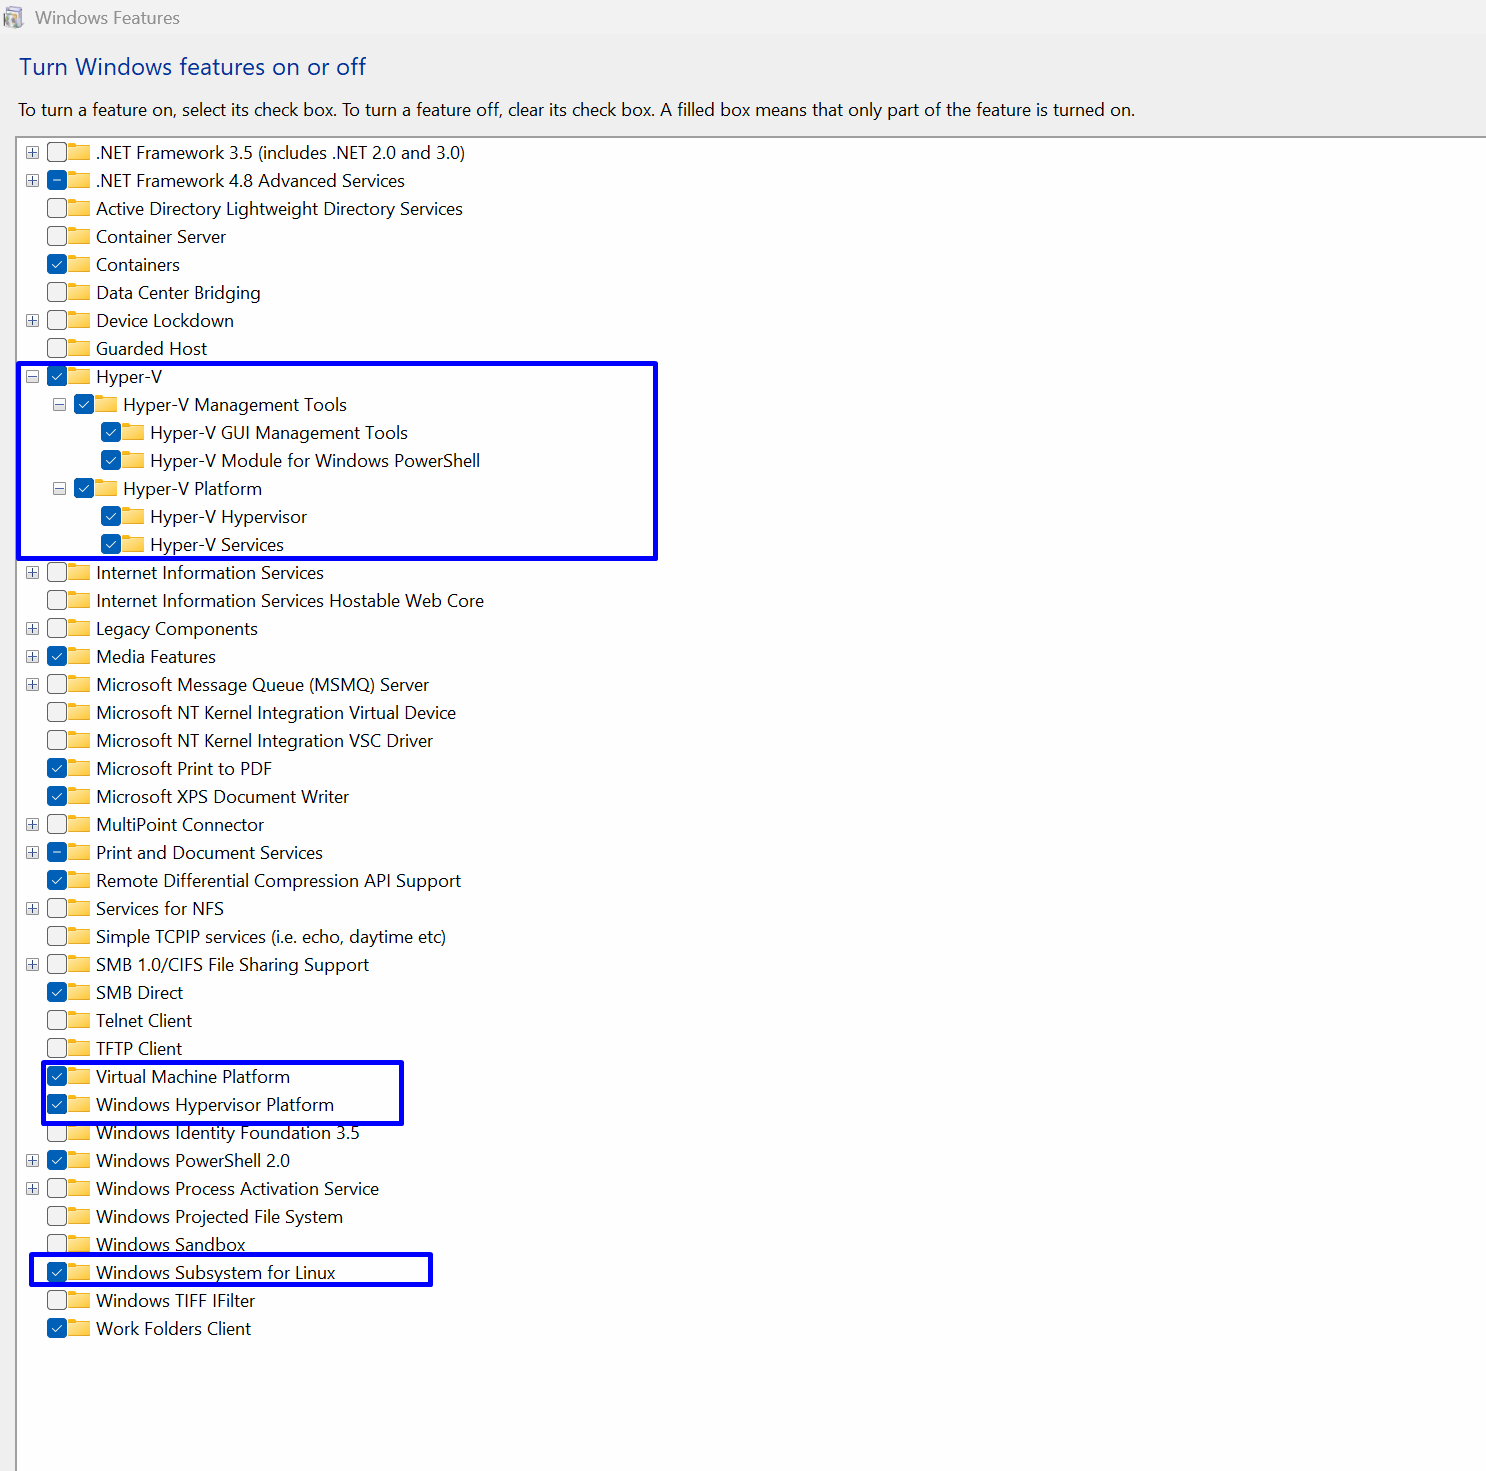 Windows Features
Turn Windows features on or off
To turn a feature on, select its check box. To turn a feature off, clear its check box. A filled box means that only part of the feature is turned on.
.NET Framework 3.5 (includes .NET 2.0 and 3.0)
.NET Framework 4.8 Advanced Services
Active Directory Lightweight Directory Services
Container Server
Containers
Data Center Bridging
Device Lockdown
Guarded Host
Hyper-V
Hyper-V Management Tools
Hyper-V GUI Management Tools
Hyper-V Module for Windows PowerShell
Hyper-V Platform
Hyper-V Hypervisor
Hyper-V Services
Internet Information Services
Internet Information Services Hostable Web Core
Legacy Components
Media Features
Microsoft Message Queue (MSMQ) Server
Microsoft NT Kernel Integration Virtual Device
Microsoft NT Kernel Integration VSC Driver
Microsoft Print to PDF
Microsoft XPS Document Writer
MultiPoint Connector
Print and Document Services
Remote Differential Compression API Support
Services for NFS
Simple TCPIP services (i.e. echo, daytime etc)
SMB 1.0/CIFS File Sharing Support
SMB Direct
Telnet Client
TFTP Client
Virtual Machine Platform
Windows Hypervisor Platform
Windows Identity Foundation 3.5
Windows PowerShell 2.0
Windows Process Activation Service
Windows Projected File System
Windows Sandbox
Windows Subsystem for Linux
Windows TIFF IFilter
Work Folders Client